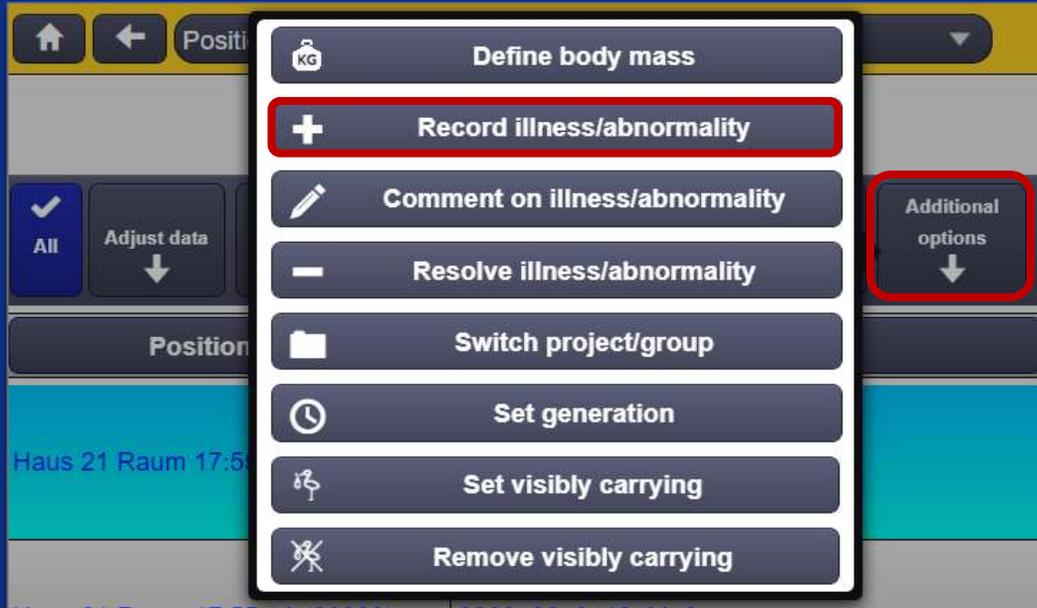 Positi
KG
Define body mass
Record illness/abnormality
Comment on illness/abnormality
Resolve illness/abnormality
Switch project/group
Set generation
Set visibly carrying
Remove visibly carrying
All
Adjust data
Additional
options
Position
Haus 21 Raum 17:5